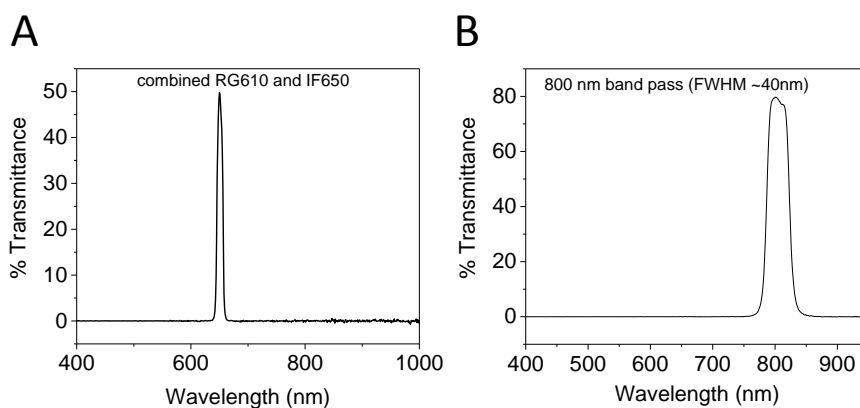 A
combined RG610 and IF650
50
40
30
20
10
0
% Transmittance
400
600
800
1000
Wavelength (nm)
B
800 nm band pass (FWHM ~40nm)
80
60
40
20
0
% Transmittance
400
500
600
700
800
900
Wavelength (nm)